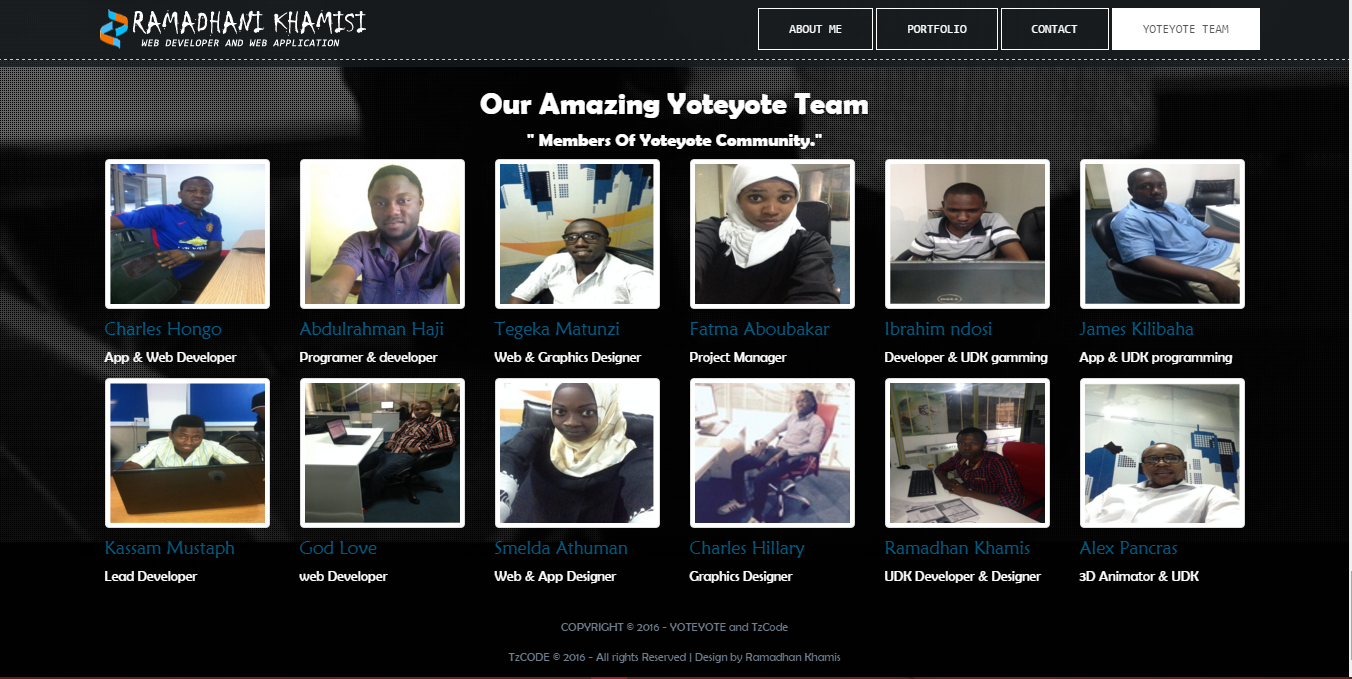 RAMADHANI KHAMISI
WEB DEVELOPER AND WEB APPLICATION
ABOUT ME
PORTFOLIO
CONTACT
YOTEYOTE TEAM
Our Amazing Yoteyote Team
" Members Of Yoteyote Community."
Charles Hongo
App & Web Developer
Abdulrahman Haji
Programer & developer
Tegeka Matunzi
Web & Graphics Designer
Fatma Aboubakar
Project Manager
Ibrahim ndosi
Developer & UDK gamming
James Kilibaha
App & UDK programming
Kassam Mustaph
Lead Developer
God Love
web Developer
Smelda Athuman
Web & App Designer
Charles Hillary
Graphics Designer
Ramadhan Khamis
UDK Developer & Designer
Alex Pancras
3D Animator & UDK
COPYRIGHT © 2016 - YOTEYOTE and TzCode
TzCODE © 2016 - All rights Reserved | Design by Ramadhan Khamis